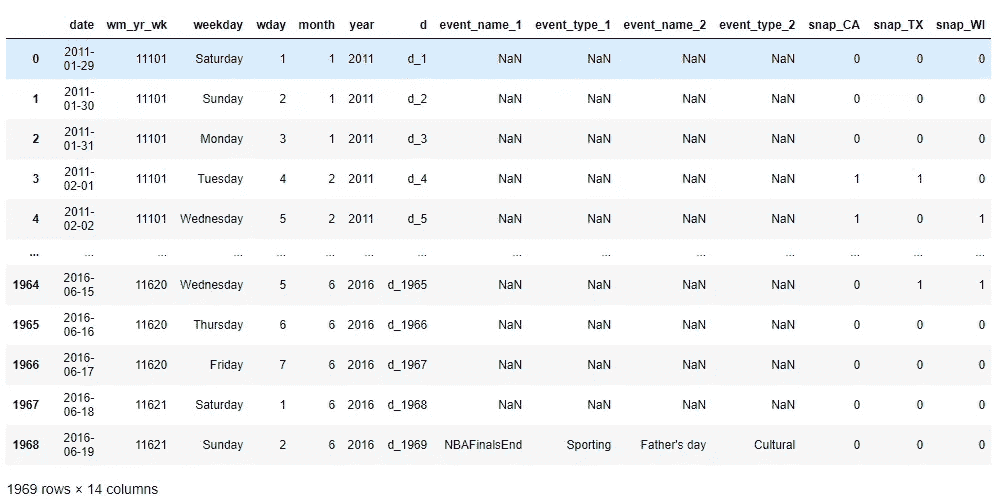 date wm_yr_wk weekday wday month year d event_name_1 event_type_1 event_name_2 event_type_2 snap_CA snap_TX snap_WI
0 2011-01-29 11101 Saturday 1 1 2011 d_1 NaN NaN NaN NaN 0 0 0
1 2011-01-30 11101 Sunday 2 1 2011 d_2 NaN NaN NaN NaN 0 0 0
2 2011-01-31 11101 Monday 3 1 2011 d_3 NaN NaN NaN NaN 0 0 0
3 2011-02-01 11101 Tuesday 4 2 2011 d_4 NaN NaN NaN NaN 1 1 0
4 2011-02-02 11101 Wednesday 5 2 2011 d_5 NaN NaN NaN NaN 1 0 1
... ... ... ... ... ... ... ... ... ... ... ... ... ... ...
1964 2016-06-15 11620 Wednesday 5 6 2016 d_1965 NaN NaN NaN NaN 0 1 1
1965 2016-06-16 11620 Thursday 6 6 2016 d_1966 NaN NaN NaN NaN 0 0 0
1966 2016-06-17 11620 Friday 7 6 2016 d_1967 NaN NaN NaN NaN 0 0 0
1967 2016-06-18 11621 Saturday 1 6 2016 d_1968 NaN NaN NaN NaN 0 0 0
1968 2016-06-19 11621 Sunday 2 6 2016 d_1969 NBAFinalsEnd Sporting Father's day Cultural 0 0 0
1969 rows × 14 columns